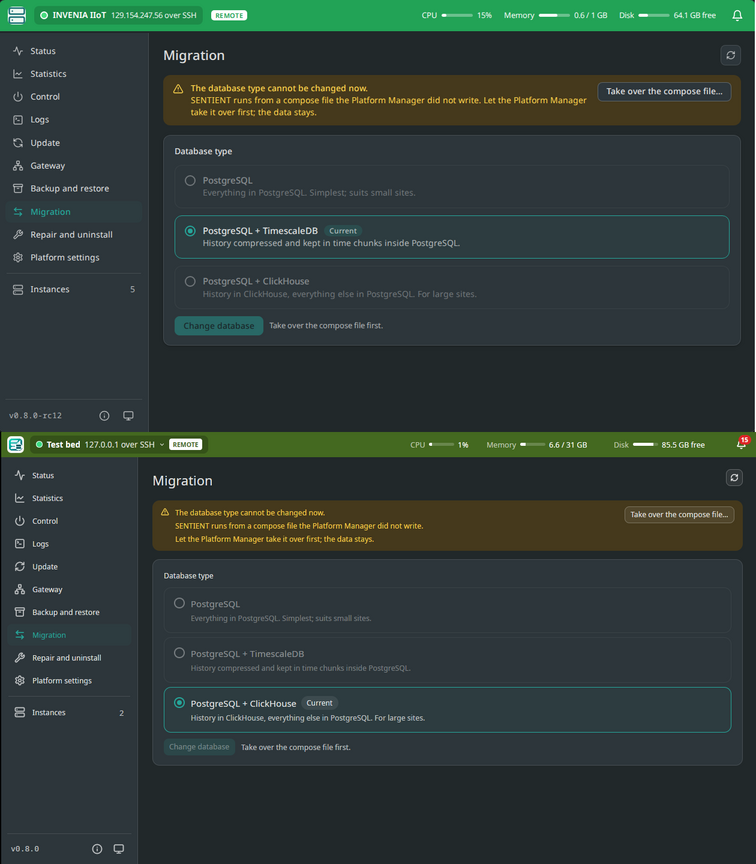 INVENIA IIoT 129.154.247.56 over SSH REMOTE CPU 15% Memory 0.6 / 1 GB Disk 64.1 GB free
Status
Statistics
Control
Logs
Update
Gateway
Backup and restore
Migration
Repair and uninstall
Platform settings
Instances 5
v0.8.0-rc12
Migration
The database type cannot be changed now.
SENTIENT runs from a compose file the Platform Manager did not write. Let the Platform Manager
take it over first; the data stays.
Take over the compose file...
Database type
PostgreSQL
Everything in PostgreSQL. Simplest; suits small sites.
PostgreSQL + TimescaleDB Current
History compressed and kept in time chunks inside PostgreSQL.
PostgreSQL + ClickHouse
History in ClickHouse, everything else in PostgreSQL. For large sites.
Change database Take over the compose file first.
Test bed 127.0.0.1 over SSH REMOTE CPU 1% Memory 6.6 / 31 GB Disk 85.5 GB free 15
Status
Statistics
Control
Logs
Update
Gateway
Backup and restore
Migration
Repair and uninstall
Platform settings
Instances 2
v0.8.0
Migration
The database type cannot be changed now.
SENTIENT runs from a compose file the Platform Manager did not write.
Let the Platform Manager take it over first; the data stays.
Take over the compose file...
Database type
PostgreSQL
Everything in PostgreSQL. Simplest; suits small sites.
PostgreSQL + TimescaleDB
History compressed and kept in time chunks inside PostgreSQL.
PostgreSQL + ClickHouse Current
History in ClickHouse, everything else in PostgreSQL. For large sites.
Change database Take over the compose file first.